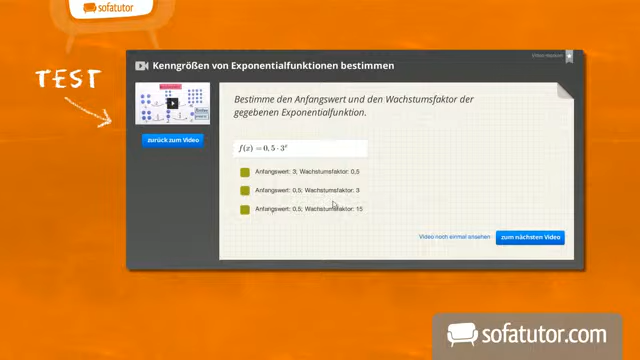 sofatutor
TEST
Kenngrößen von Exponentialfunktionen bestimmen
Bestimme den Anfangswert und den Wachstumsfaktor der
gegebenen Exponentialfunktion.
zurück zum Video
f(x) = 0,5 · 3ˣ
Anfangswert: 3; Wachstumsfaktor: 0,5
Anfangswert: 0,5; Wachstumsfaktor: 3
Anfangswert: 0,5; Wachstumsfaktor: 15
Video noch einmal ansehen
zum nächsten Video
sofatutor.com